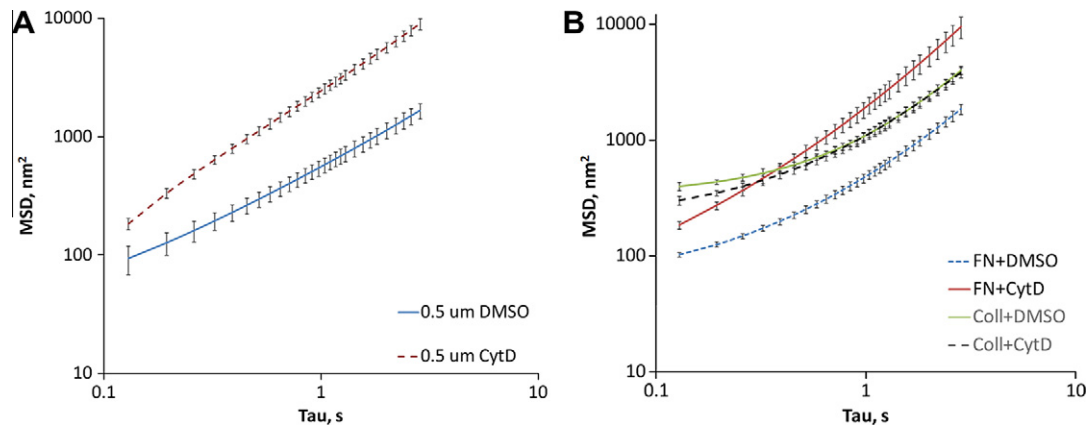 A
10000
1000
100
10
MSD, nm²
0.1
1
10
Tau, s
0.5 um DMSO
0.5 um CytD
B
10000
1000
100
10
MSD, nm²
0.1
1
10
Tau, s
FN+DMSO
FN+CytD
Coll+DMSO
Coll+CytD